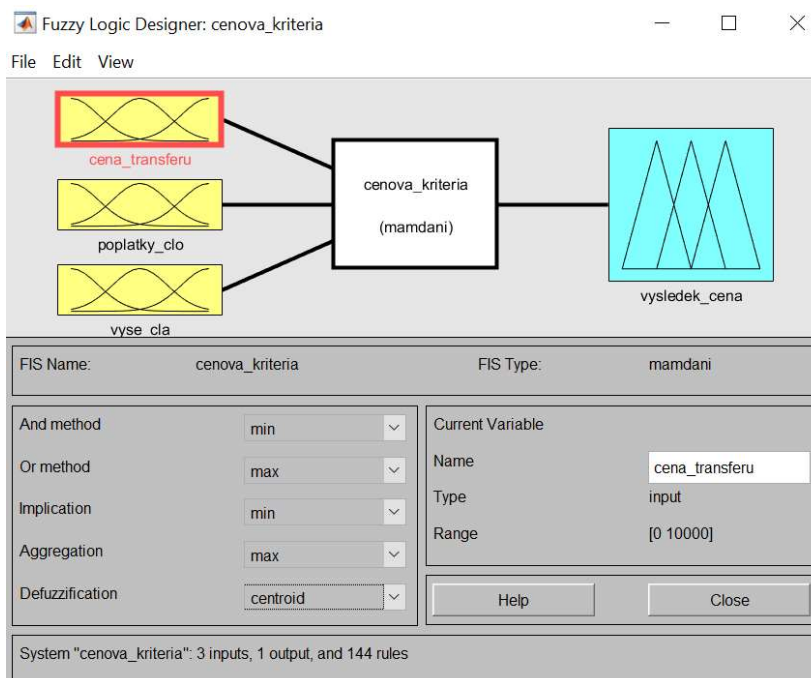 Fuzzy Logic Designer: cenova_kriteria
File Edit View
cena_transferu
poplatky_clo
vyse_cla
cenova_kriteria
(mamdani)
vysledek_cena
FIS Name: cenova_kriteria FIS Type: mamdani
And method min
Or method max
Implication min
Aggregation max
Defuzzification centroid
Current Variable
Name cena_transferu
Type input
Range [0 10000]
Help Close
System "cenova_kriteria": 3 inputs, 1 output, and 144 rules